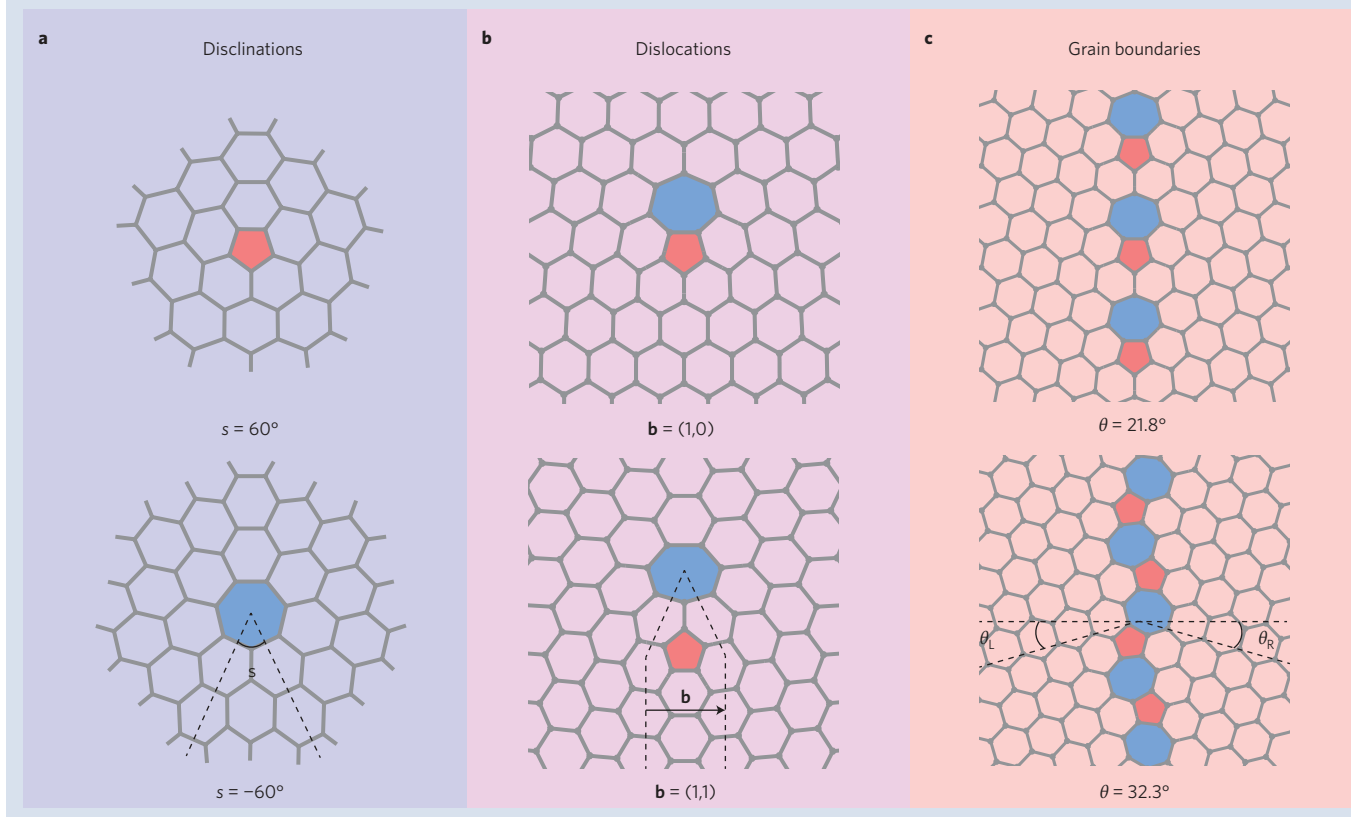 a
Disclinations
s = 60°
s
s = −60°
b
Dislocations
b = (1,0)
b
b = (1,1)
c
Grain boundaries
θ = 21.8°
θL
θR
θ = 32.3°